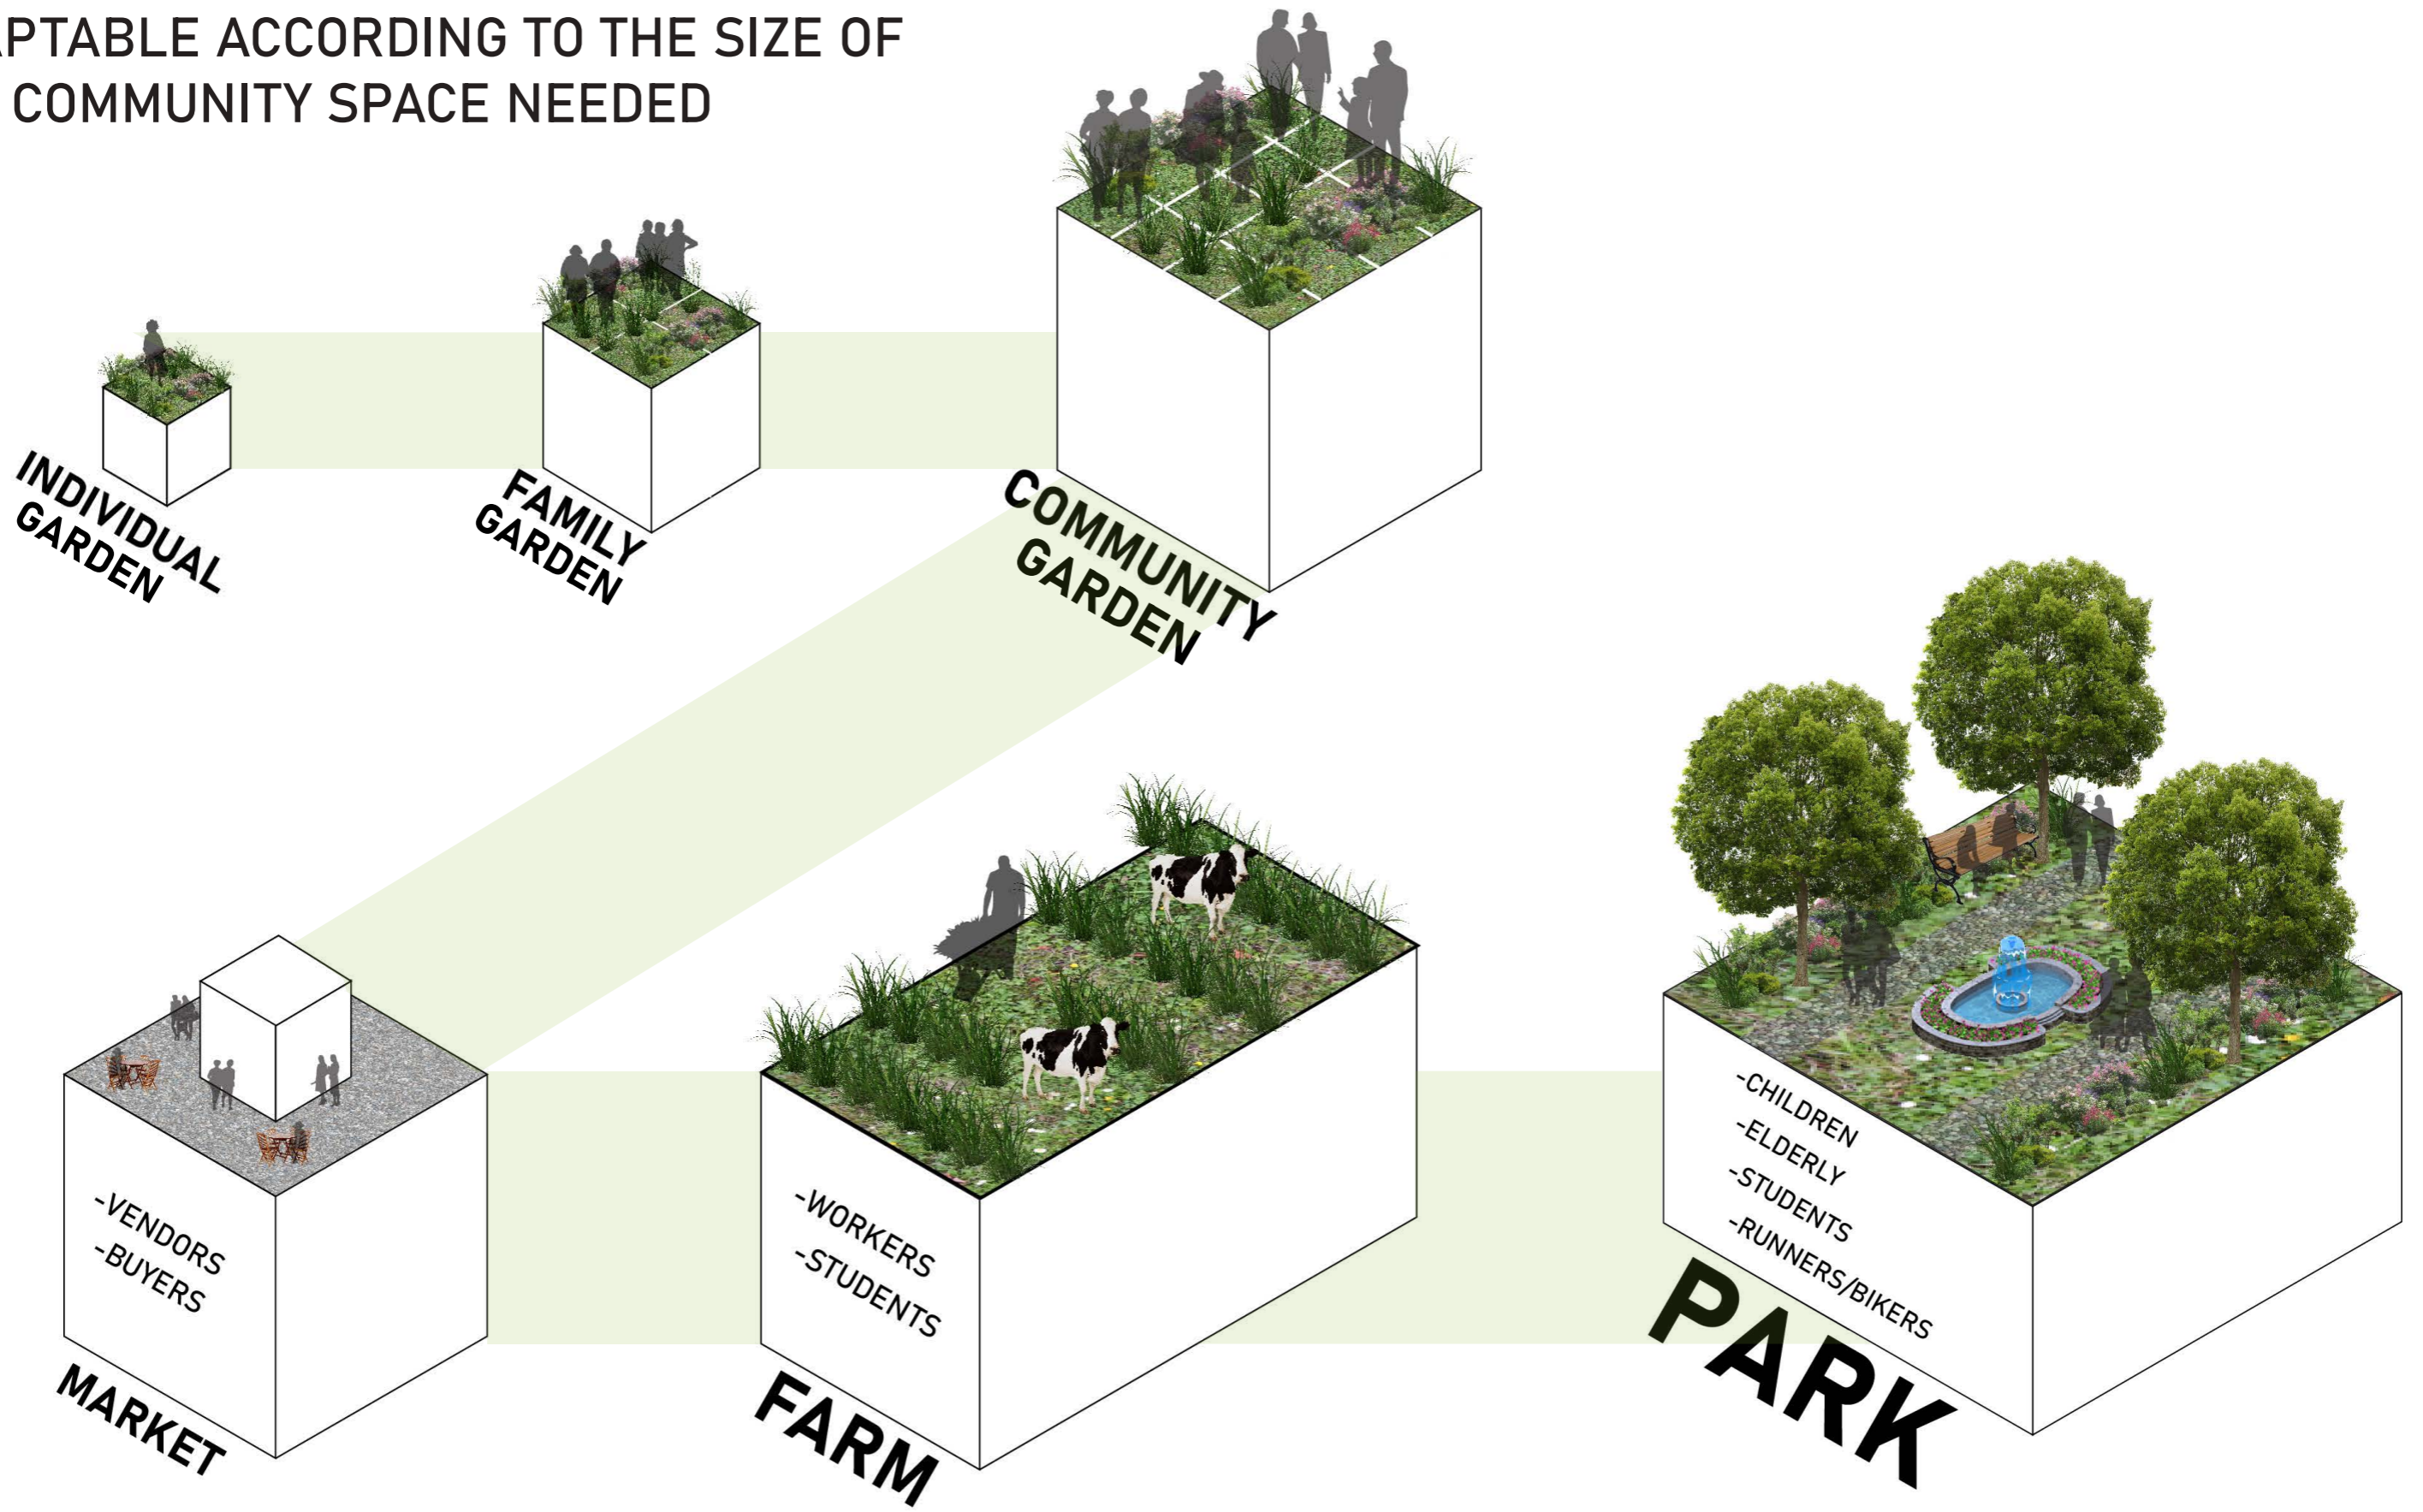 APTABLE ACCORDING TO THE SIZE OF
COMMUNITY SPACE NEEDED
INDIVIDUAL
GARDEN
FAMILY
GARDEN
COMMUNITY
GARDEN
-VENDORS
-BUYERS
MARKET
-WORKERS
-STUDENTS
FARM
-CHILDREN
-ELDERLY
-STUDENTS
-RUNNERS/BIKERS
PARK